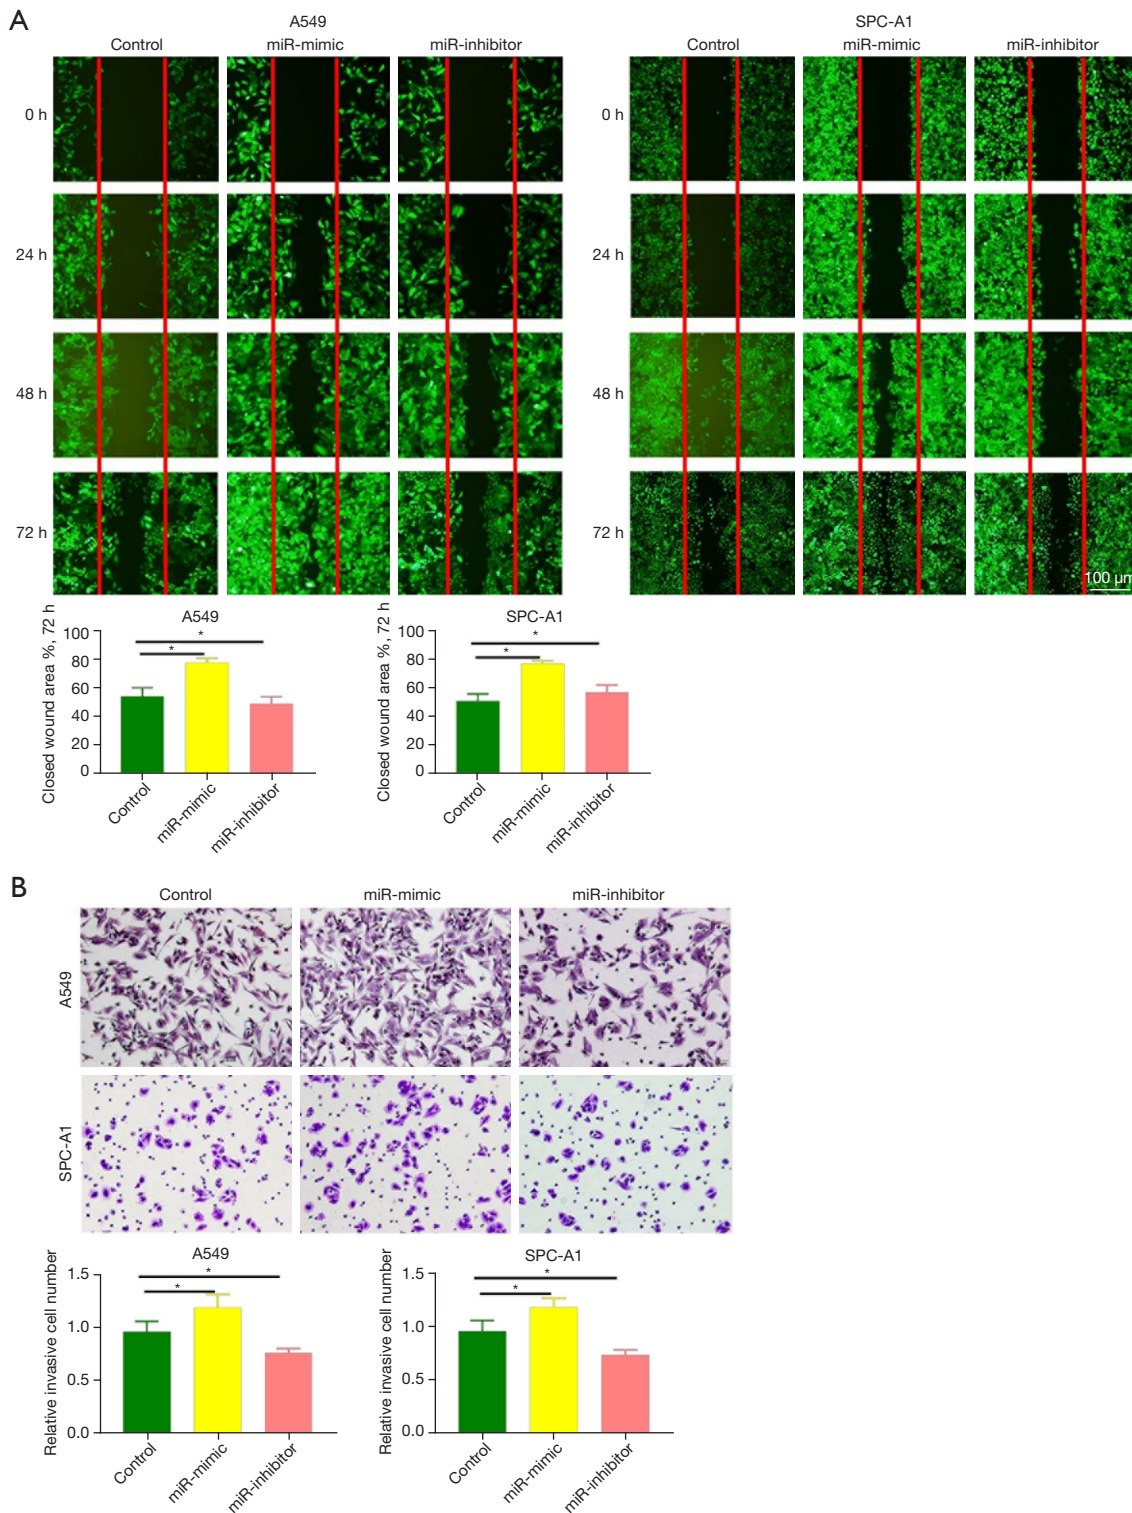 A
A549
SPC-A1
Control
miR-mimic
miR-inhibitor
Control
miR-mimic
miR-inhibitor
0 h
0 h
24 h
24 h
48 h
48 h
72 h
72 h
100 µm
A549
Closed wound area %, 72 h
100
80
60
40
20
0
*
*
Control
miR-mimic
miR-inhibitor
SPC-A1
Closed wound area %, 72 h
100
80
60
40
20
0
*
*
Control
miR-mimic
miR-inhibitor
B
Control
miR-mimic
miR-inhibitor
A549
SPC-A1
A549
Relative invasive cell number
1.5
1.0
0.5
0.0
*
*
Control
miR-mimic
miR-inhibitor
SPC-A1
Relative invasive cell number
1.5
1.0
0.5
0.0
*
*
Control
miR-mimic
miR-inhibitor